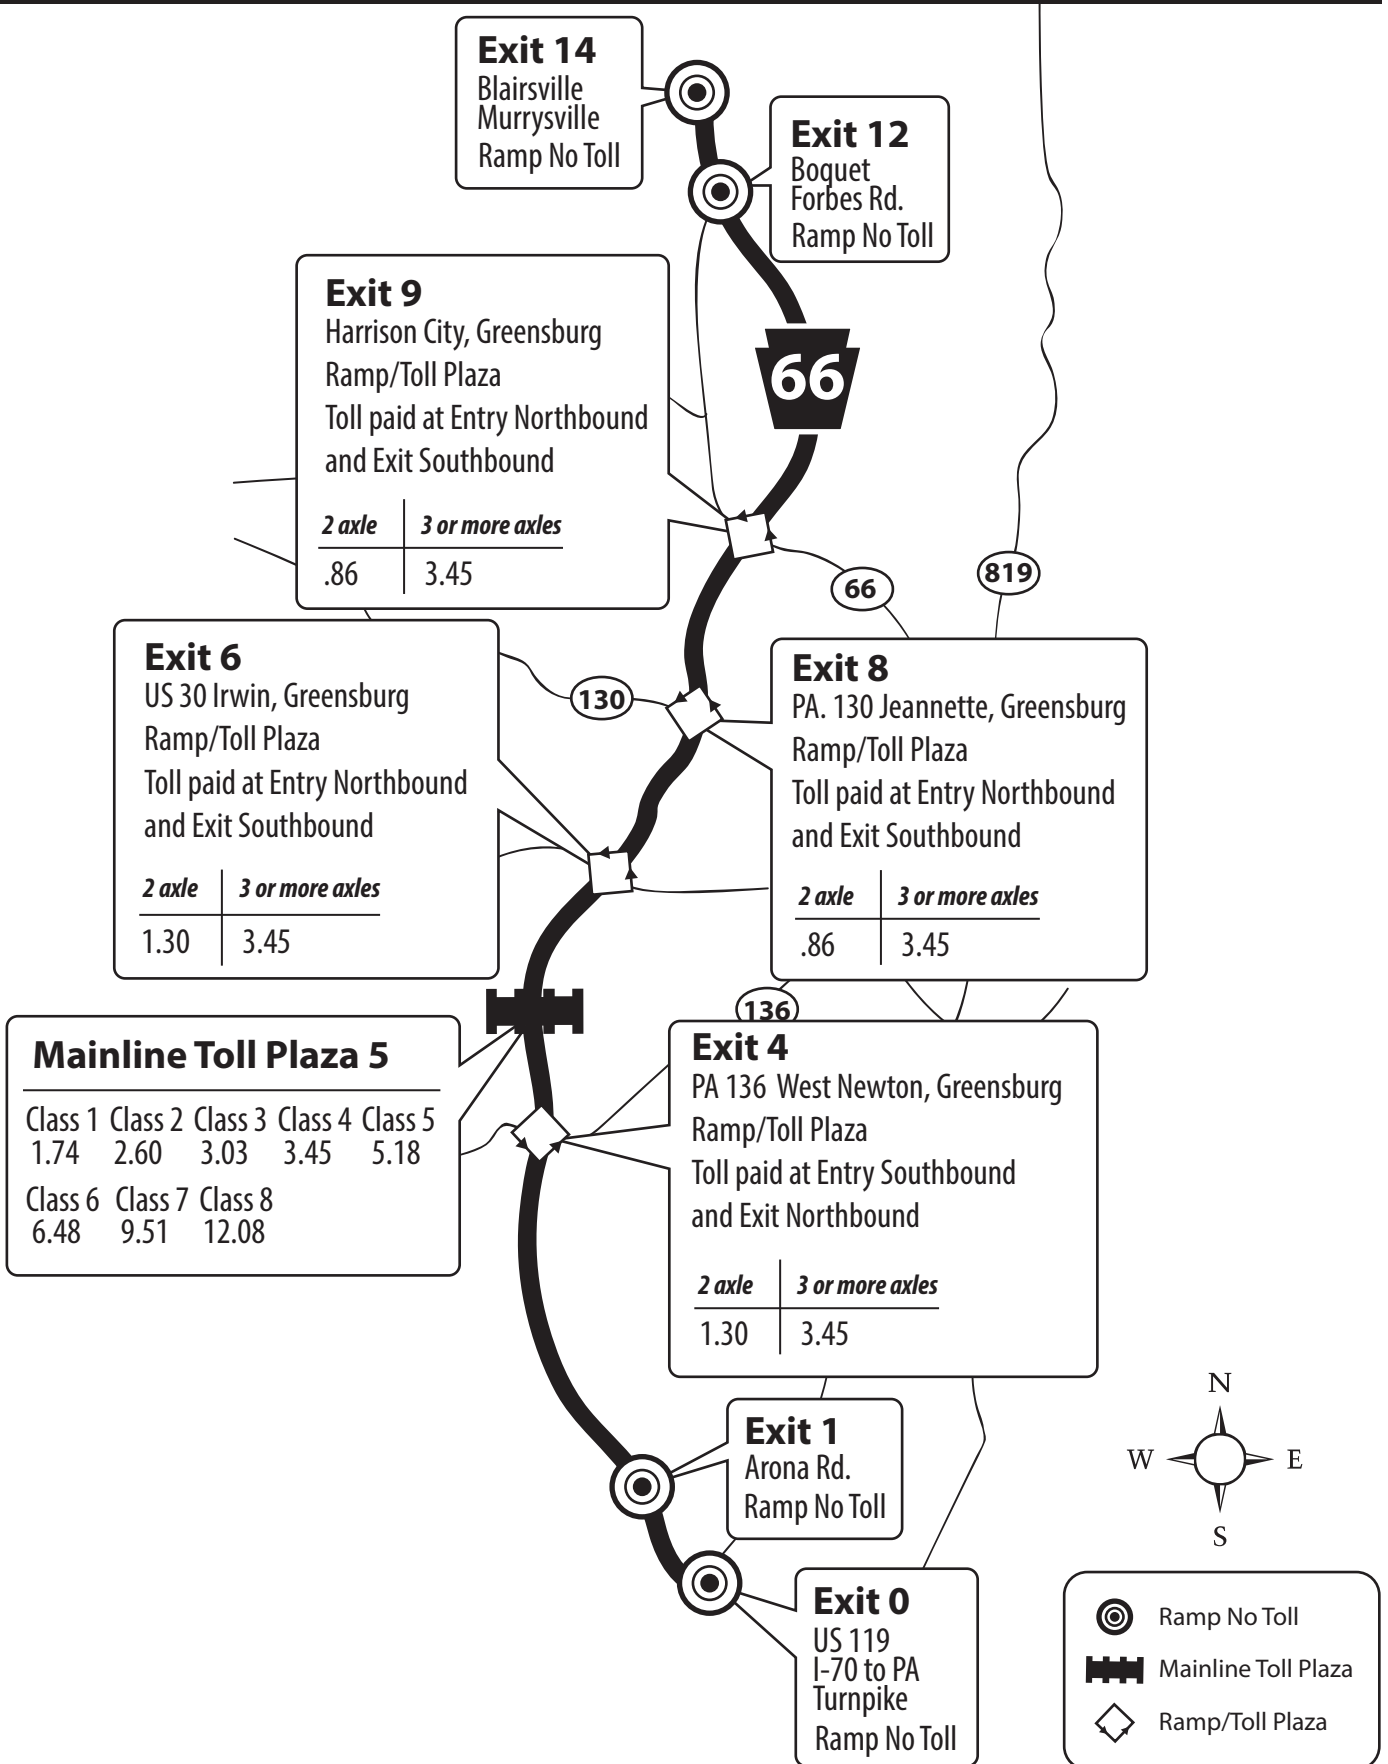 Exit 14
Blairsville
Murrysville
Ramp No Toll
Exit 12
Boquet
Forbes Rd.
Ramp No Toll
Exit 9
Harrison City, Greensburg
Ramp/Toll Plaza
Toll paid at Entry Northbound
and Exit Southbound
2 axle 3 or more axles
.86 3.45
66
66
819
Exit 6
US 30 Irwin, Greensburg
Ramp/Toll Plaza
Toll paid at Entry Northbound
and Exit Southbound
2 axle 3 or more axles
1.30 3.45
130
Exit 8
PA. 130 Jeannette, Greensburg
Ramp/Toll Plaza
Toll paid at Entry Northbound
and Exit Southbound
2 axle 3 or more axles
.86 3.45
136
Mainline Toll Plaza 5
Class 1 Class 2 Class 3 Class 4 Class 5
1.74 2.60 3.03 3.45 5.18
Class 6 Class 7 Class 8
6.48 9.51 12.08
Exit 4
PA 136 West Newton, Greensburg
Ramp/Toll Plaza
Toll paid at Entry Southbound
and Exit Northbound
2 axle 3 or more axles
1.30 3.45
Exit 1
Arona Rd.
Ramp No Toll
Exit 0
US 119
I-70 to PA
Turnpike
Ramp No Toll
N
W E
S
Ramp No Toll
Mainline Toll Plaza
Ramp/Toll Plaza